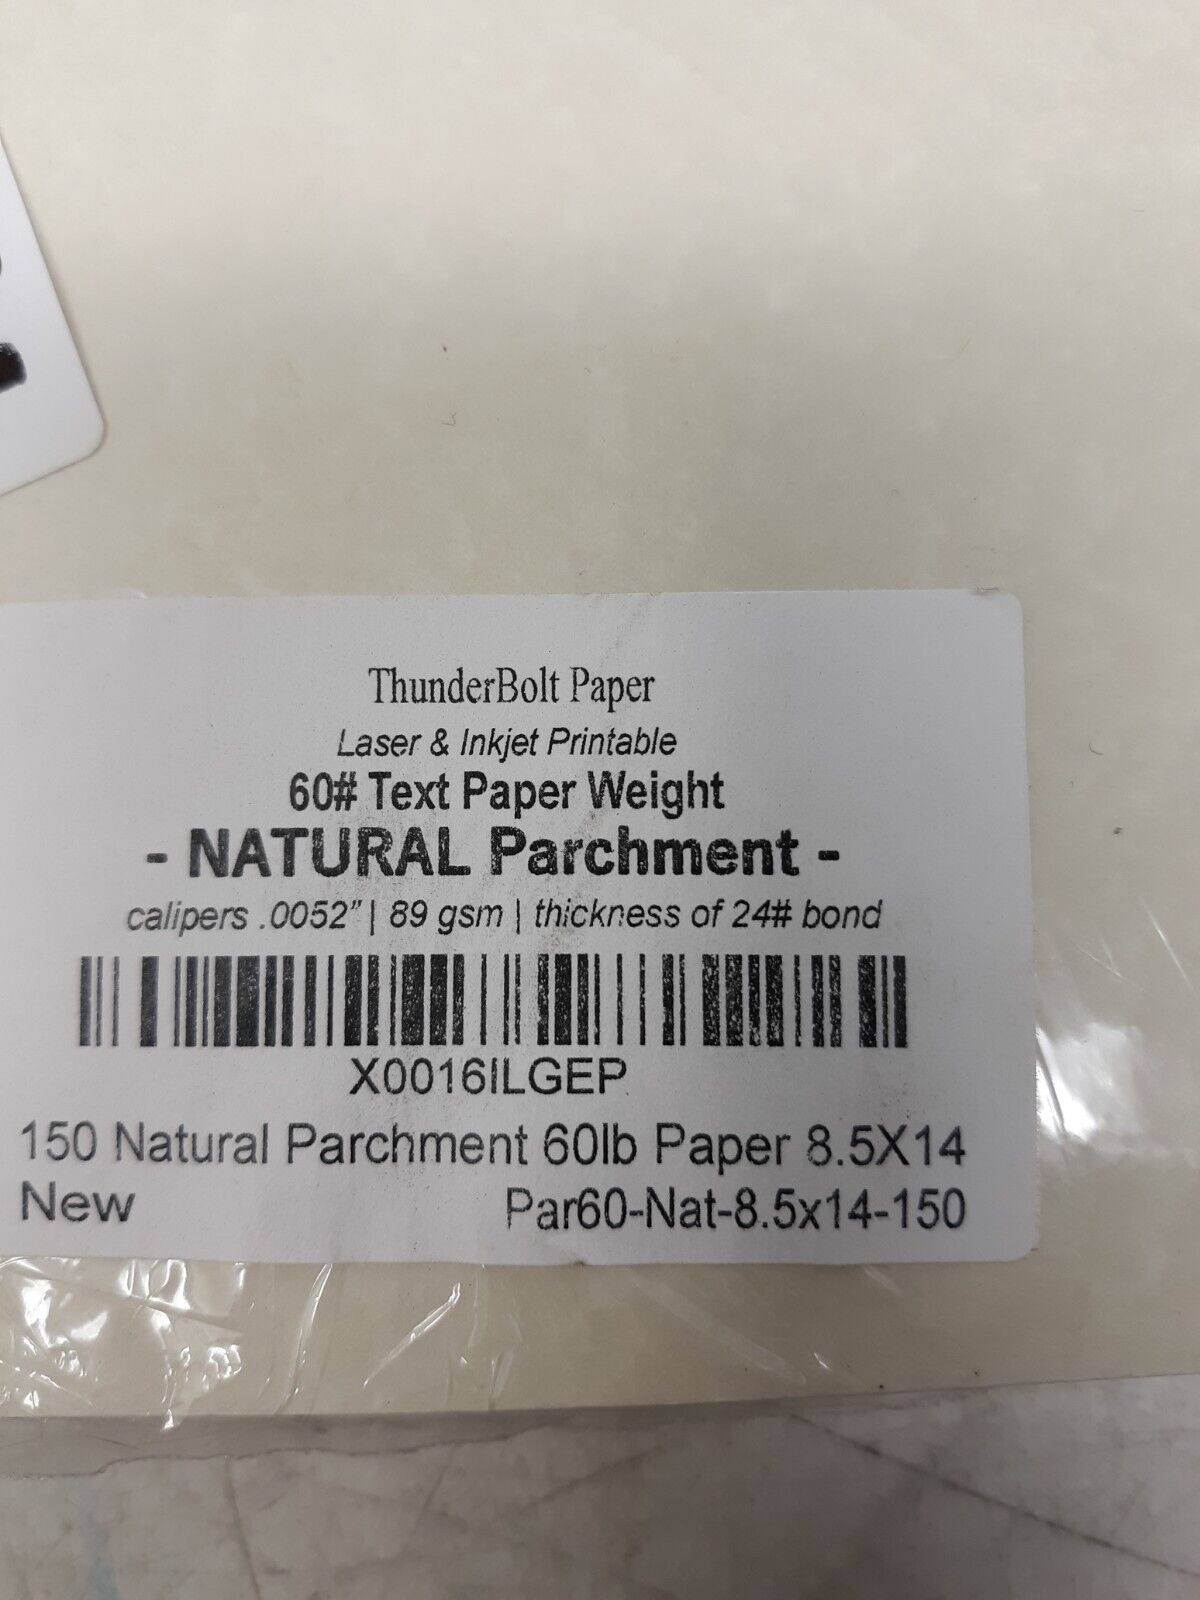 ThunderBolt Paper
Laser & Inkjet Printable
60# Text Paper Weight
- NATURAL Parchment -
calipers .0052” | 89 gsm | thickness of 24# bond
X0016ILGEP
150 Natural Parchment 60lb Paper 8.5X14
New Par60-Nat-8.5x14-150